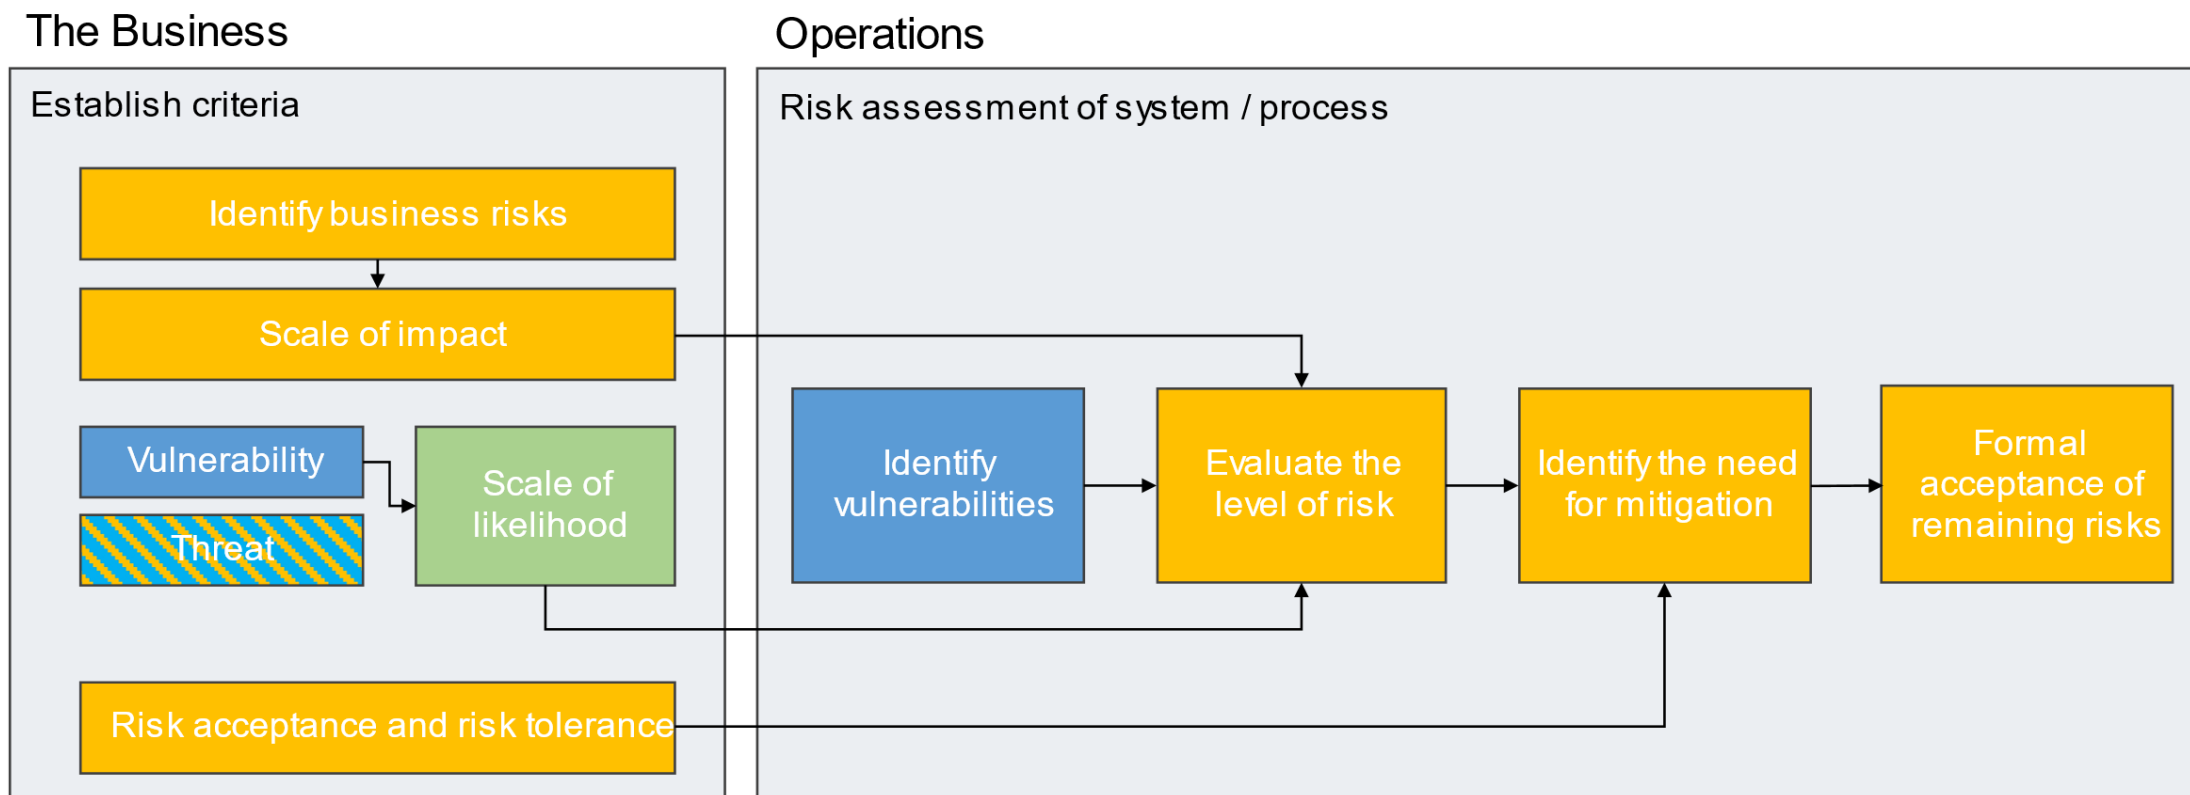 The Business
Establish criteria
Identify business risks
Scale of impact
Vulnerability
Threat
Scale of
likelihood
Risk acceptance and risk tolerance
Operations
Risk assessment of system / process
Identify
vulnerabilities
Evaluate the
level of risk
Identify the need
for mitigation
Formal
acceptance of
remaining risks